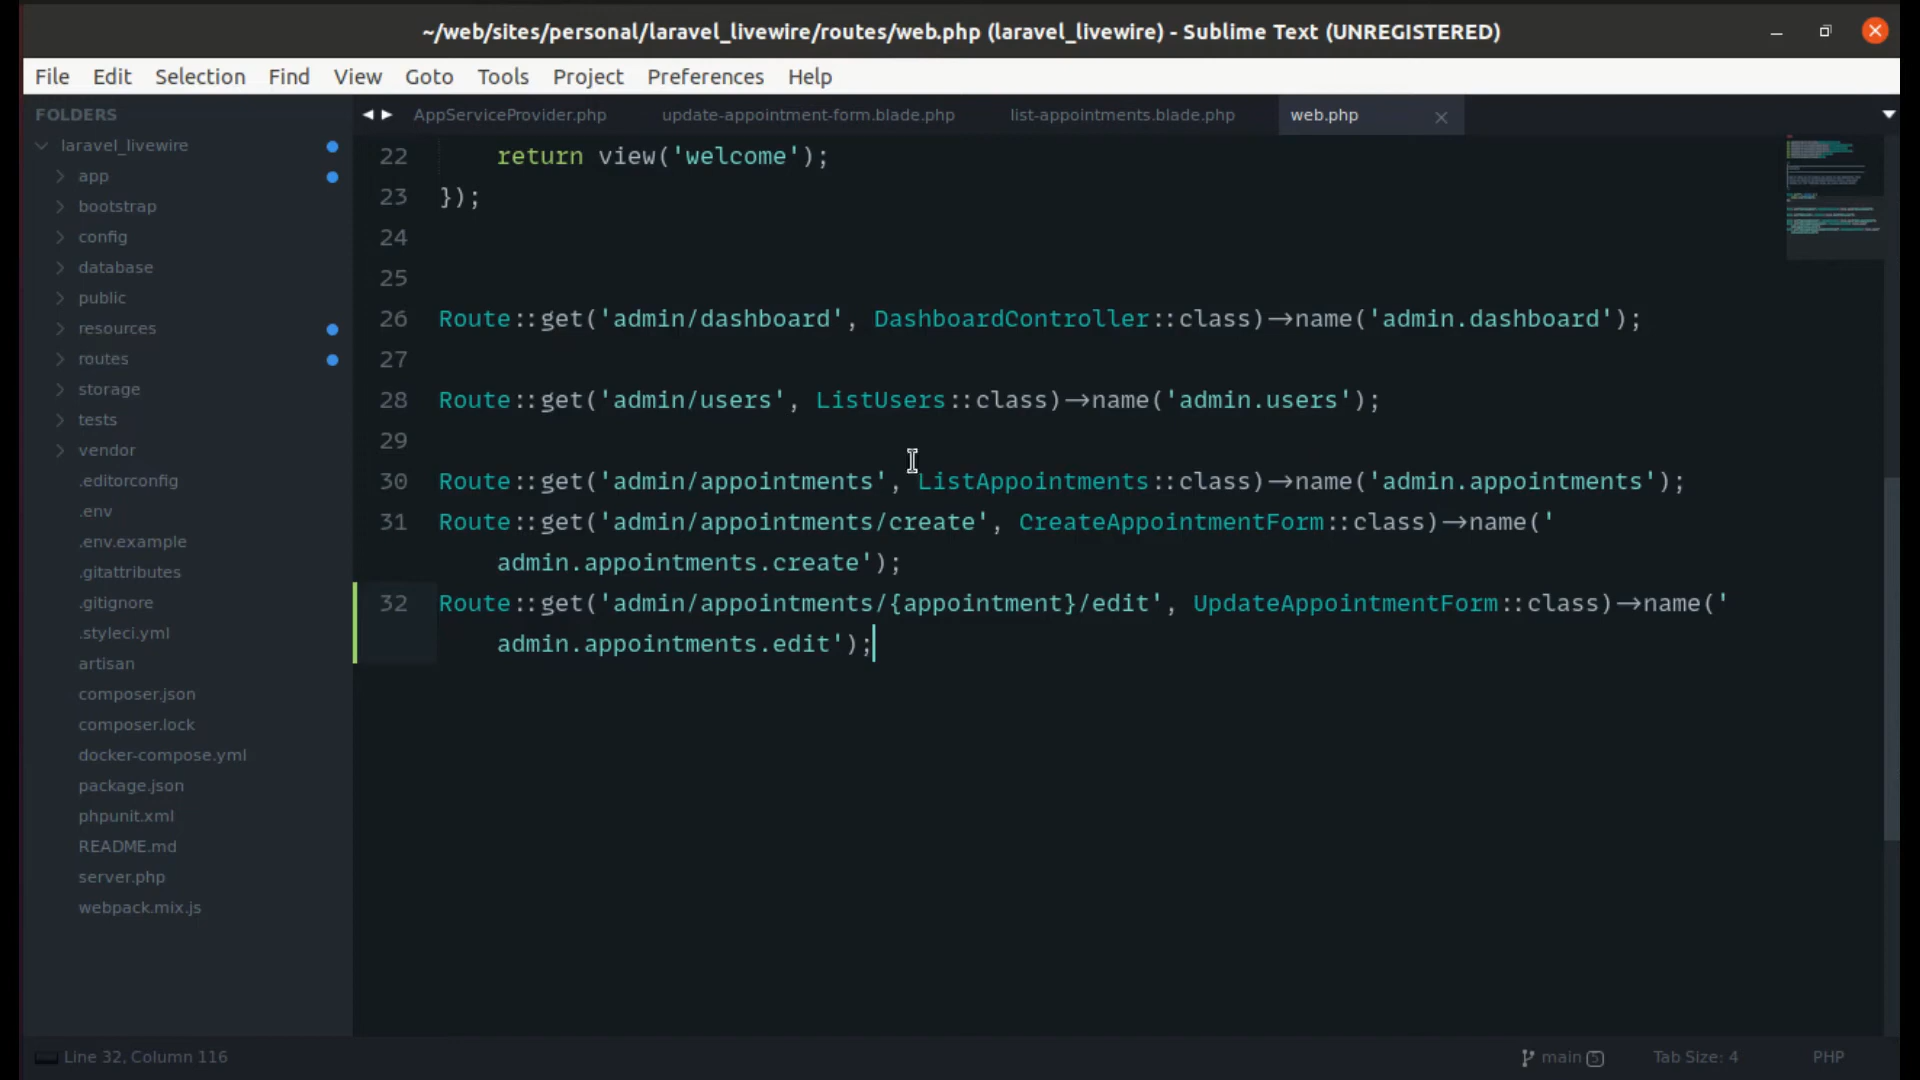 ~/web/sites/personal/laravel_livewire/routes/web.php (laravel_livewire) - Sublime Text (UNREGISTERED)
File Edit Selection Find View Goto Tools Project Preferences Help
FOLDERS
laravel_livewire
app
bootstrap
config
database
public
resources
routes
storage
tests
vendor
.editorconfig
.env
.env.example
.gitattributes
.gitignore
.styleci.yml
artisan
composer.json
composer.lock
docker-compose.yml
package.json
phpunit.xml
README.md
server.php
webpack.mix.js
AppServiceProvider.php update-appointment-form.blade.php list-appointments.blade.php web.php
22 return view('welcome');
23 });
24
25
26 Route::get('admin/dashboard', DashboardController::class)->name('admin.dashboard');
27
28 Route::get('admin/users', ListUsers::class)->name('admin.users');
29
30 Route::get('admin/appointments', ListAppointments::class)->name('admin.appointments');
31 Route::get('admin/appointments/create', CreateAppointmentForm::class)->name('
admin.appointments.create');
32 Route::get('admin/appointments/{appointment}/edit', UpdateAppointmentForm::class)->name('
admin.appointments.edit');
Line 32, Column 116 main 5 Tab Size: 4 PHP